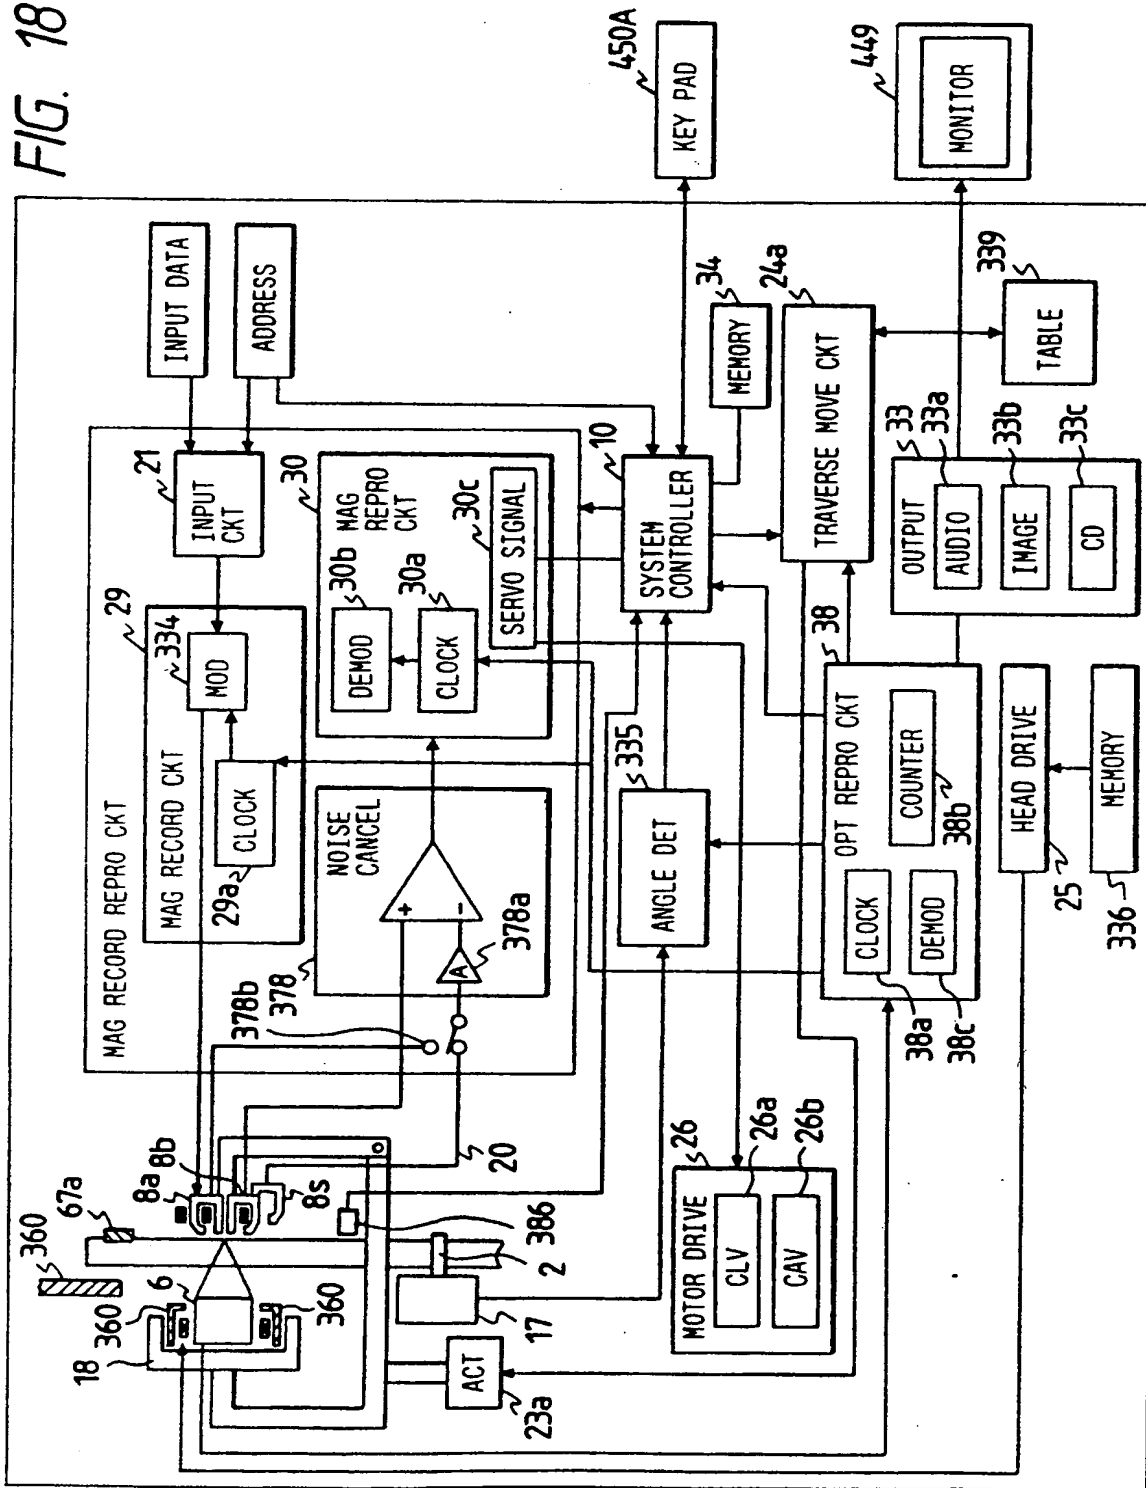 FIG. 18
MAG RECORD REPRO CKT
MAG RECORD CKT
29
334
MOD
CLOCK
29a
21
INPUT
CKT
INPUT DATA
ADDRESS
378
NOISE
CANCEL
+
−
A
378a
378b
30
MAG
REPRO
CKT
30b
DEMOD
30a
CLOCK
30c
SERVO SIGNAL
10
SYSTEM
CONTROLLER
34
MEMORY
450A
KEY PAD
449
MONITOR
24a
TRAVERSE MOVE CKT
339
TABLE
335
ANGLE DET
38
OPT REPRO CKT
CLOCK
38a
COUNTER
38b
DEMOD
38c
33
OUTPUT
33a
AUDIO
33b
IMAGE
33c
CD
HEAD DRIVE
25
MEMORY
336
26
MOTOR DRIVE
26a
CLV
26b
CAV
67a
360
6
360
360
18
8a
8b
8s
20
386
2
17
ACT
23a